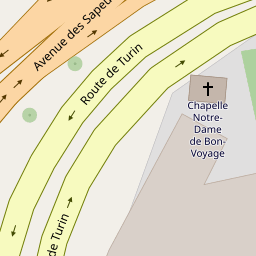 Avenue des Sapeu
Route de Turin
Chapelle
Notre-
Dame
de Bon-
Voyage
de Turin